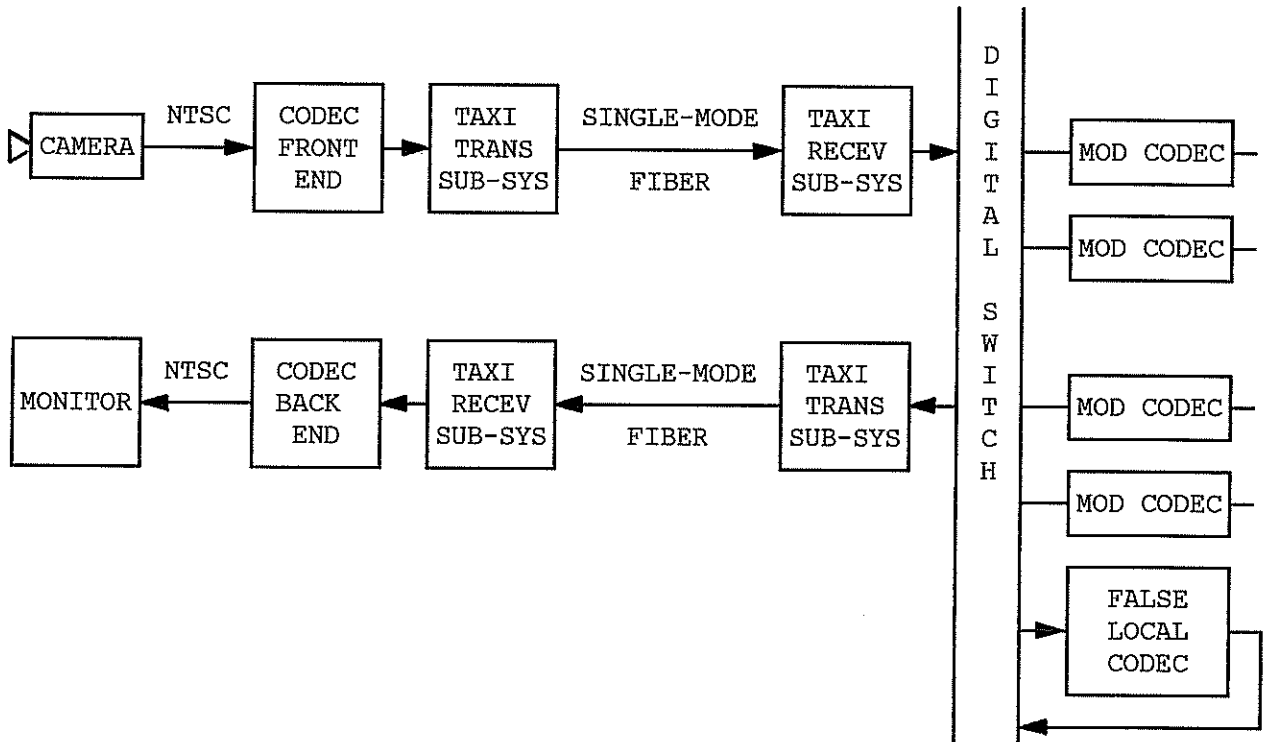 CAMERA
NTSC
CODEC
FRONT
END
TAXI
TRANS
SUB-SYS
SINGLE-MODE
FIBER
TAXI
RECEV
SUB-SYS
DIGITAL SWITCH
MOD CODEC
MOD CODEC
MONITOR
NTSC
CODEC
BACK
END
TAXI
RECEV
SUB-SYS
SINGLE-MODE
FIBER
TAXI
TRANS
SUB-SYS
MOD CODEC
MOD CODEC
FALSE
LOCAL
CODEC